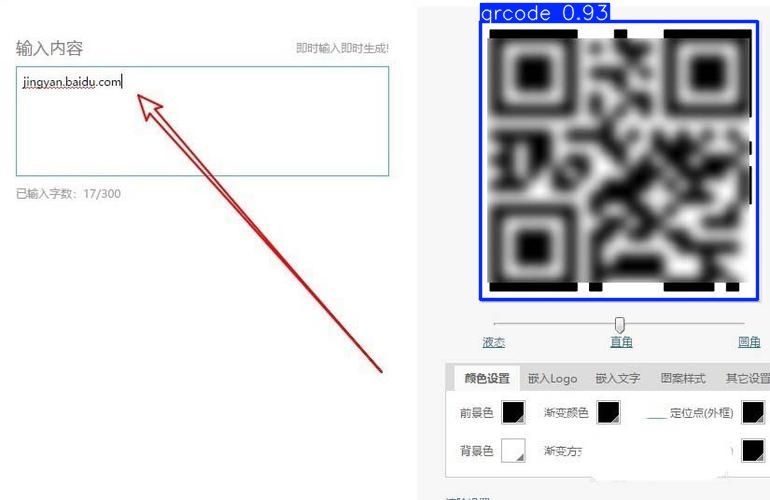 qrcode 0.93
输入内容
即时输入即时生成!
jingyan.baidu.com
已输入字数：17/300
液态
直角
圆角
颜色设置
嵌入Logo
嵌入文字
图案样式
其它设置
前景色
渐变颜色
定位点(外框)
背景色
渐变方